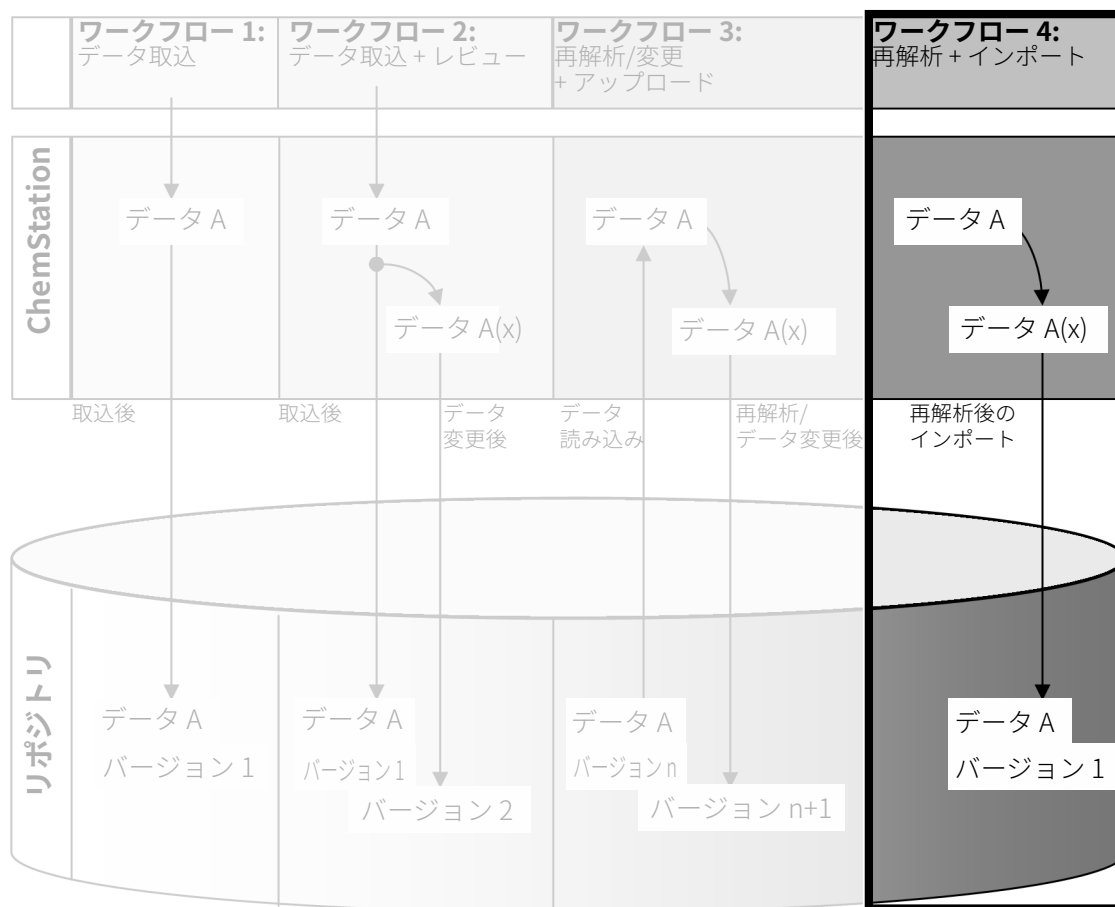 ワークフロー 1:
データ取込
ワークフロー 2:
データ取込 + レビュー
ワークフロー 3:
再解析/変更
+ アップロード
ワークフロー 4:
再解析 + インポート
ChemStation
データ A
データ A
データ A(x)
データ A
データ A(x)
データ A
データ A(x)
取込後
取込後
データ
変更後
データ
読み込み
再解析/
データ変更後
再解析後の
インポート
リポジトリ
データ A
バージョン 1
データ A
バージョン 1
バージョン 2
データ A
バージョン n
バージョン n+1
データ A
バージョン 1